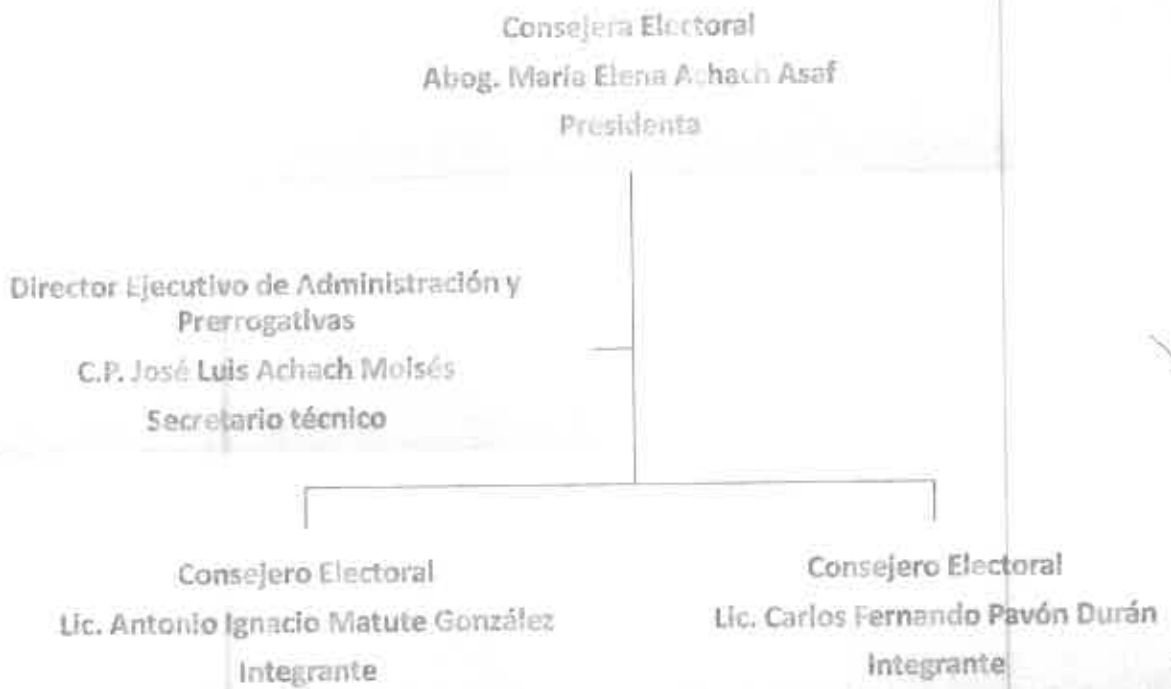 Consejera Electoral
Abog. María Elena Achach Asaf
Presidenta
Director Ejecutivo de Administración y
Prerrogativas
C.P. José Luis Achach Moisés
Secretario técnico
Consejero Electoral
Lic. Antonio Ignacio Matute González
Integrante
Consejero Electoral
Lic. Carlos Fernando Pavón Durán
Integrante